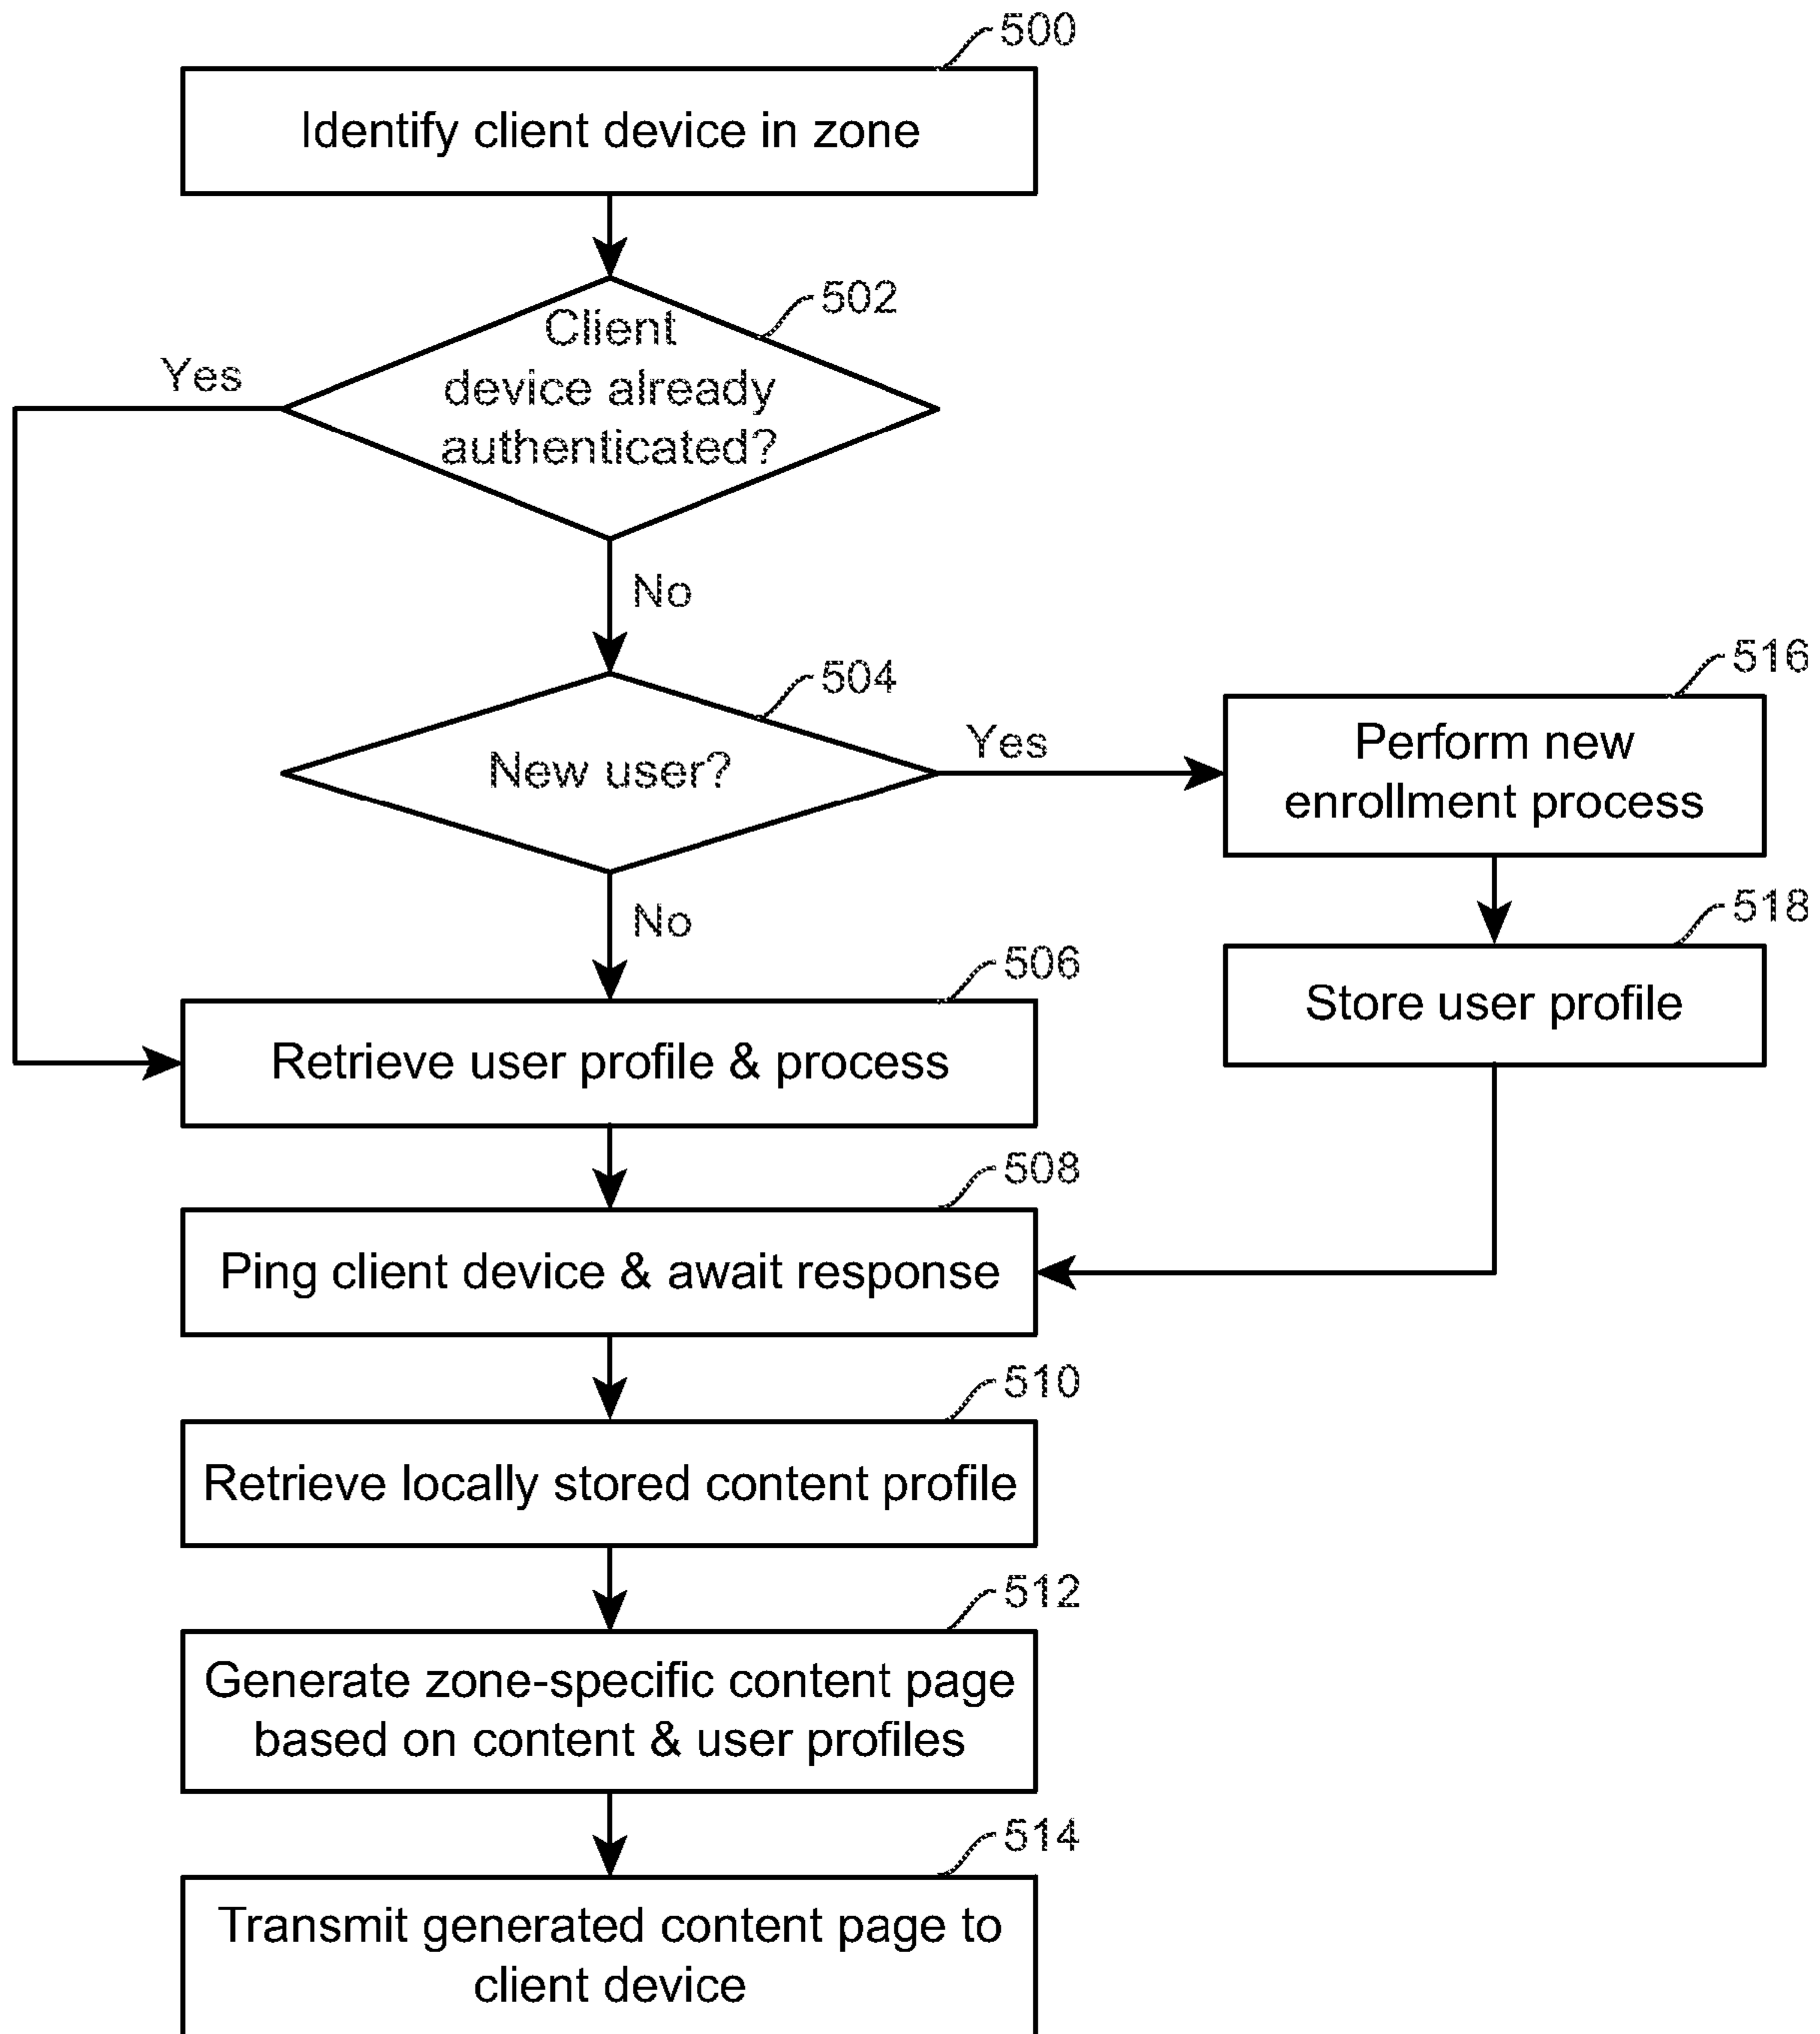 500
Identify client device in zone
502
Client
device already
authenticated?
Yes
No
504
New user?
Yes
516
Perform new
enrollment process
No
518
Store user profile
506
Retrieve user profile & process
508
Ping client device & await response
510
Retrieve locally stored content profile
512
Generate zone-specific content page
based on content & user profiles
514
Transmit generated content page to
client device